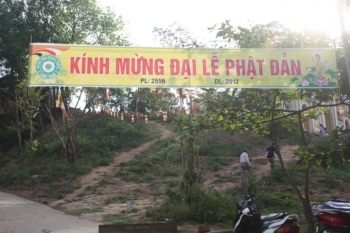 KÍNH MỪNG ĐẠI LỄ PHẬT ĐẢN
PL: 2556 DL: 2012